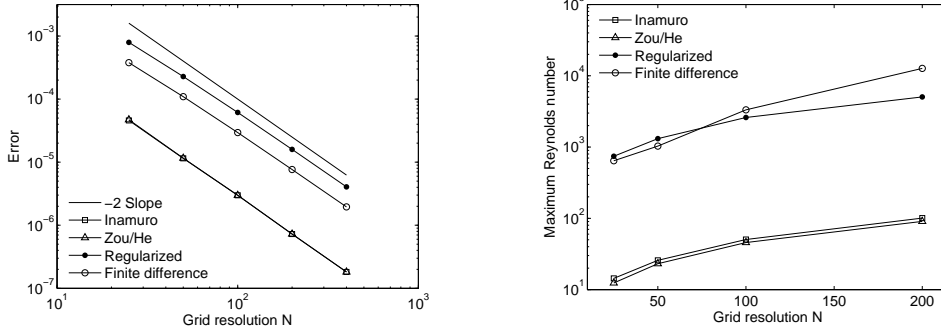 10^-3
10^-4
10^-5
10^-6
10^-7
Error
−2 Slope
Inamuro
Zou/He
Regularized
Finite difference
10^1
10^2
10^3
Grid resolution N
10^5
10^4
10^3
10^2
10^1
Maximum Reynolds number
Inamuro
Zou/He
Regularized
Finite difference
50
100
150
200
Grid resolution N